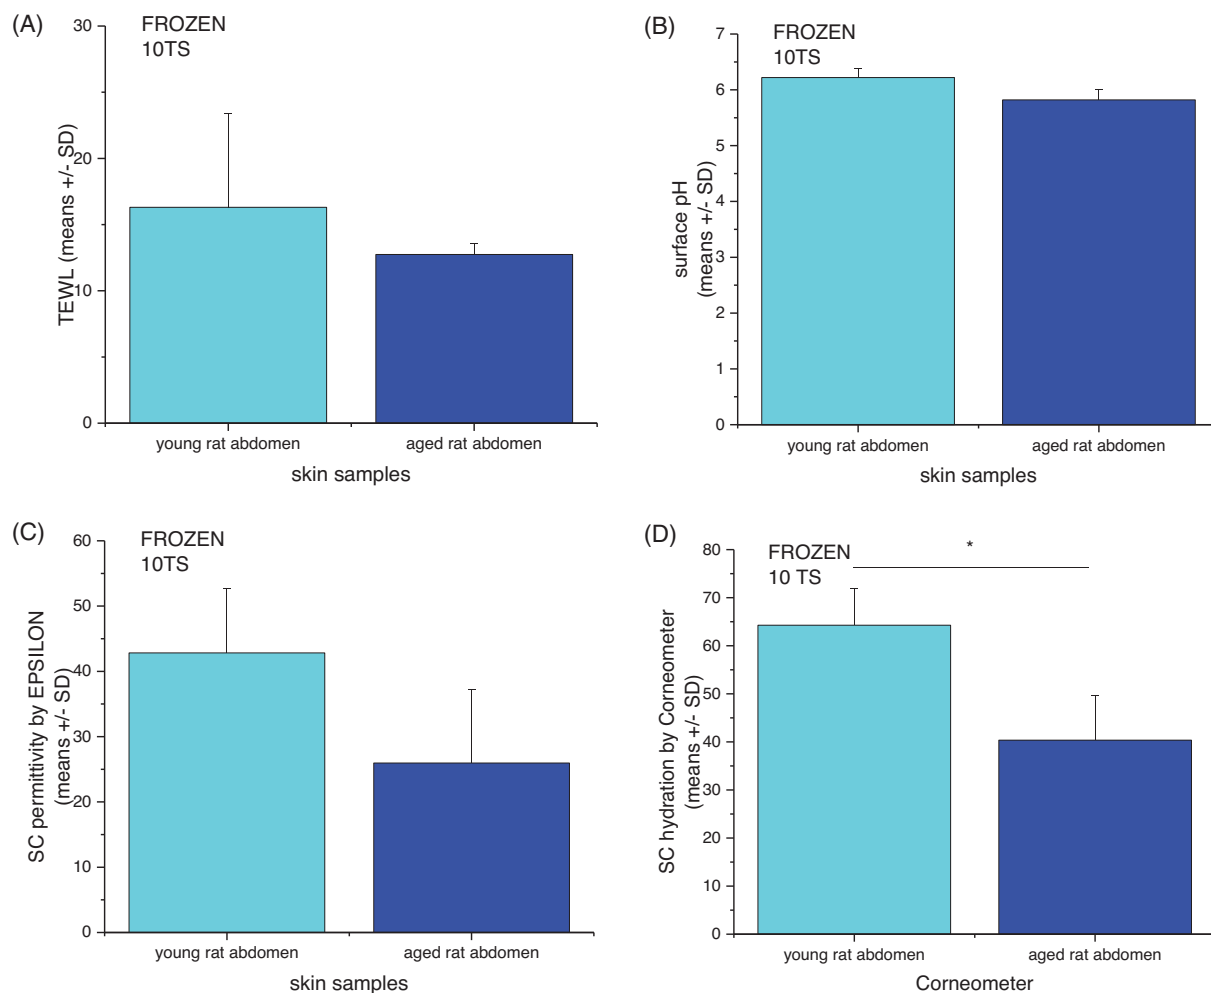 (A)
FROZEN
10TS
30
20
10
0
TEWL (means +/- SD)
young rat abdomen
aged rat abdomen
skin samples
(B)
FROZEN
10TS
7
6
5
4
3
2
1
0
surface pH
(means +/- SD)
young rat abdomen
aged rat abdomen
skin samples
(C)
FROZEN
10TS
60
50
40
30
20
10
0
SC permittivity by EPSILON
(means +/- SD)
young rat abdomen
aged rat abdomen
skin samples
(D)
FROZEN
10 TS
*
80
70
60
50
40
30
20
10
0
SC hydration by Corneometer
(means +/- SD)
young rat abdomen
aged rat abdomen
Corneometer